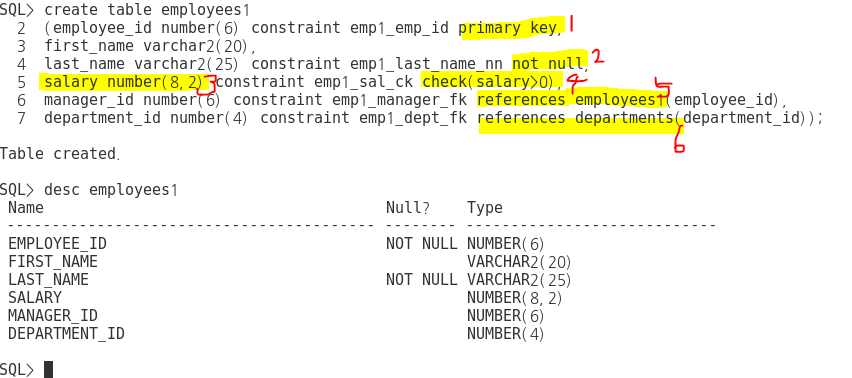 SQL> create table employees1
2 (employee_id number(6) constraint emp1_emp_id primary key, 1
3 first_name varchar2(20),
4 last_name varchar2(25) constraint emp1_last_name_nn not null, 2
5 salary number(8,2) 3 constraint emp1_sal_ck check(salary>0), 4
6 manager_id number(6) constraint emp1_manager_fk references employees1(employee_id), 5
7 department_id number(4) constraint emp1_dept_fk references departments(department_id)); 6
Table created.
SQL> desc employees1
Name Null? Type
----------------------------------------- -------- ----------------------------
EMPLOYEE_ID NOT NULL NUMBER(6)
FIRST_NAME VARCHAR2(20)
LAST_NAME NOT NULL VARCHAR2(25)
SALARY NUMBER(8,2)
MANAGER_ID NUMBER(6)
DEPARTMENT_ID NUMBER(4)
SQL>